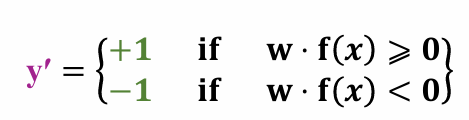 y′ = {+1 if w · f(x) ⩾ 0
−1 if w · f(x) < 0}